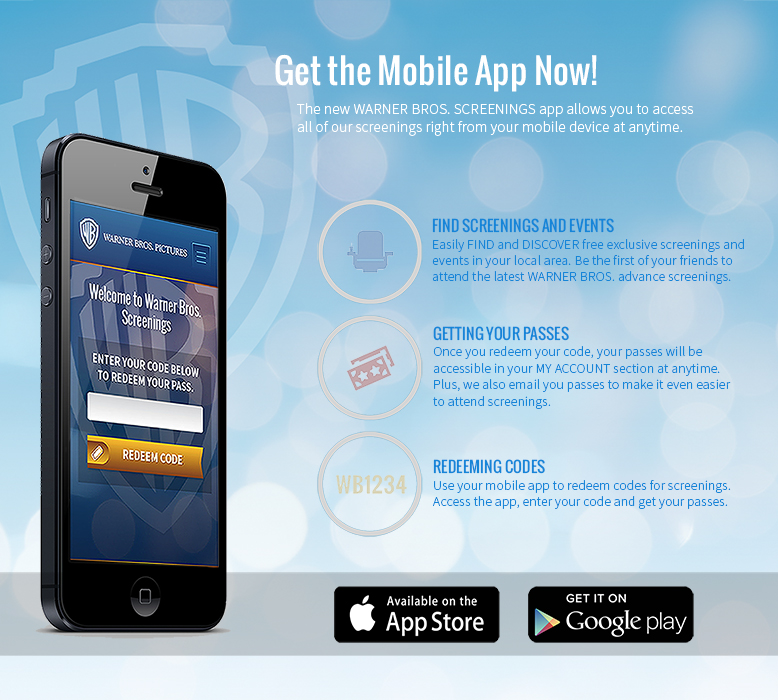 Get the Mobile App Now!
The new WARNER BROS. SCREENINGS app allows you to access
all of our screenings right from your mobile device at anytime.
WB
WARNER BROS. PICTURES
Welcome to Warner Bros.
Screenings
ENTER YOUR CODE BELOW
TO REDEEM YOUR PASS.
REDEEM CODE
FIND SCREENINGS AND EVENTS
Easily FIND and DISCOVER free exclusive screenings and
events in your local area. Be the first of your friends to
attend the latest WARNER BROS. advance screenings.
GETTING YOUR PASSES
Once you redeem your code, your passes will be
accessible in your MY ACCOUNT section at anytime.
Plus, we also email you passes to make it even easier
to attend screenings.
WB1234
REDEEMING CODES
Use your mobile app to redeem codes for screenings.
Access the app, enter your code and get your passes.
Available on the
App Store
GET IT ON
Google play